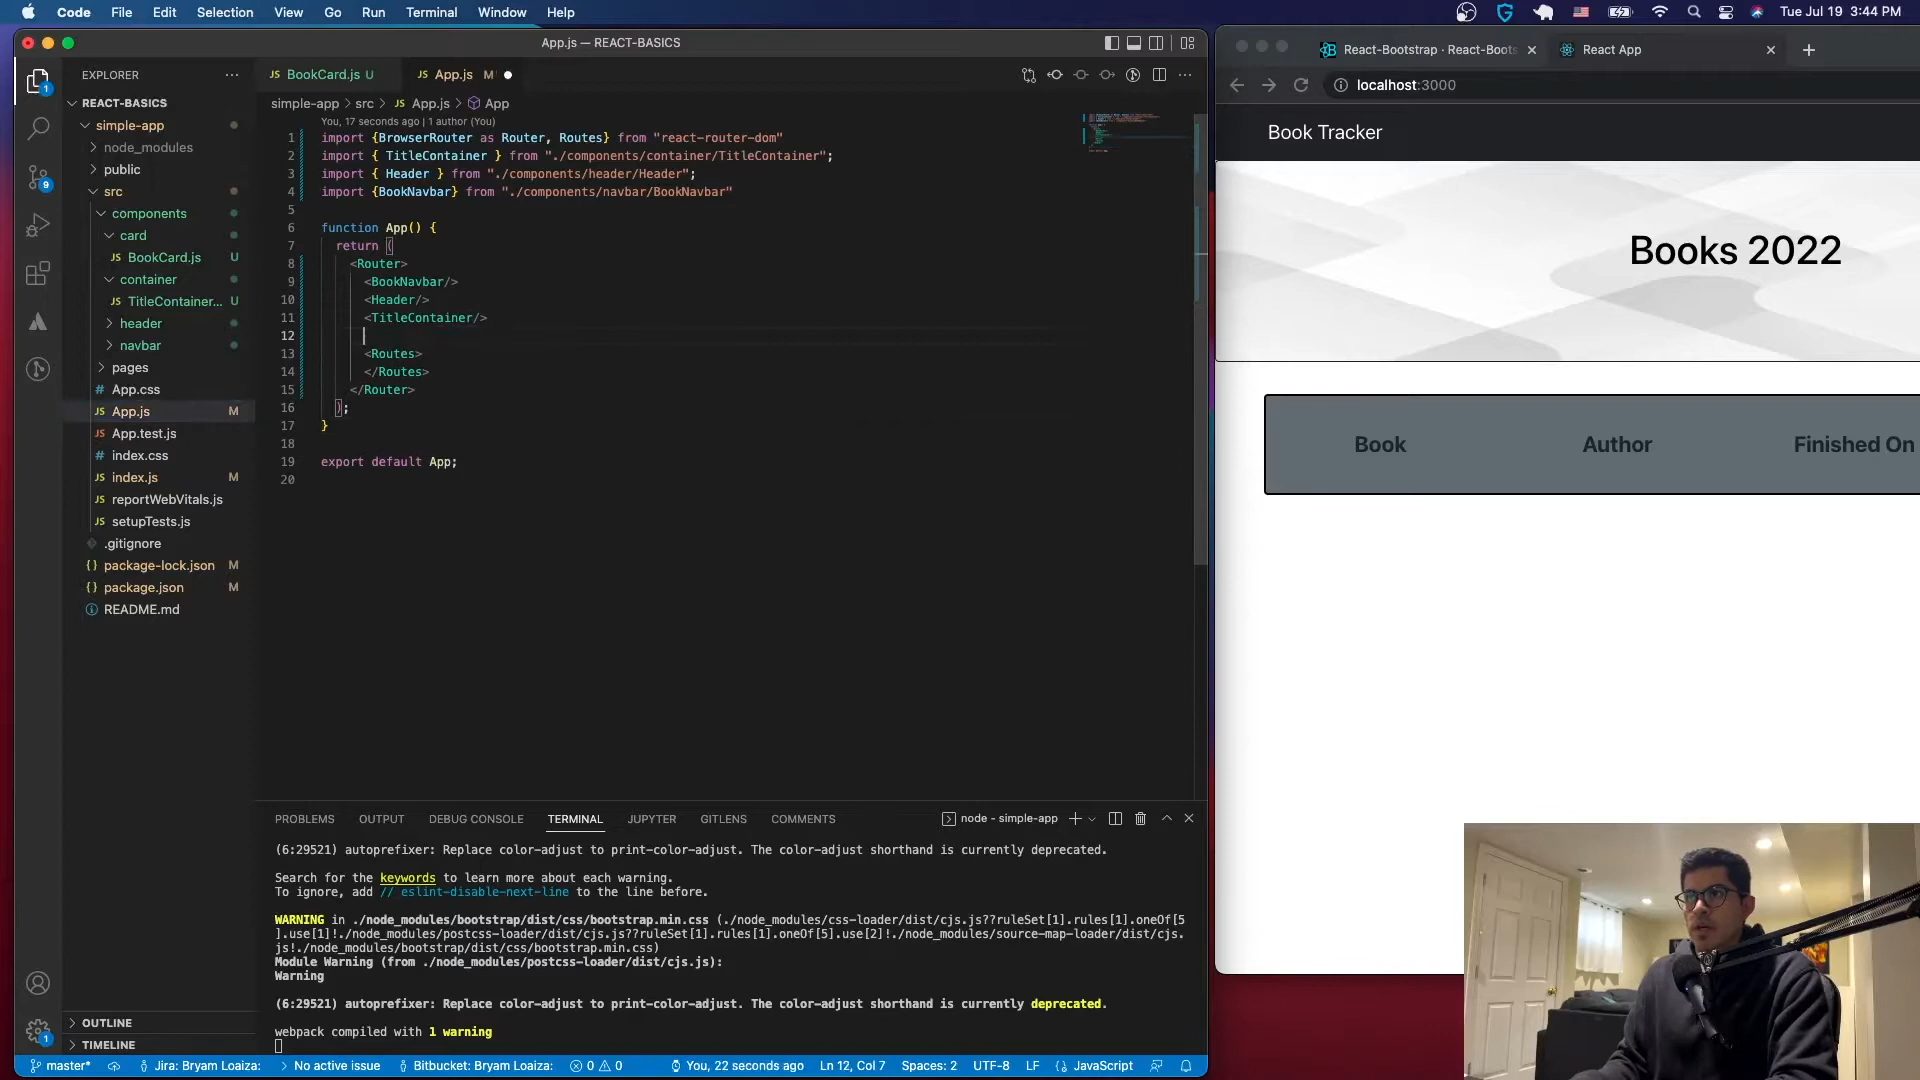 Code File Edit Selection View Go Run Terminal Window Help
Tue Jul 19 3:44 PM
App.js — REACT-BASICS
EXPLORER
REACT-BASICS
simple-app
node_modules
public
src
components
card
BookCard.js U
container
TitleContainer... U
header
navbar
pages
App.css
App.js M
App.test.js
index.css
index.js M
reportWebVitals.js
setupTests.js
.gitignore
package-lock.json M
package.json M
README.md
OUTLINE
TIMELINE
BookCard.js U
App.js M
simple-app > src > JS App.js > App
You, 17 seconds ago | 1 author (You)
1 import {BrowserRouter as Router, Routes} from "react-router-dom"
2 import { TitleContainer } from "./components/container/TitleContainer";
3 import { Header } from "./components/header/Header";
4 import {BookNavbar} from "./components/navbar/BookNavbar"
5
6 function App() {
7 return (
8 <Router>
9 <BookNavbar/>
10 <Header/>
11 <TitleContainer/>
12
13 <Routes>
14 </Routes>
15 </Router>
16 );
17 }
18
19 export default App;
20
PROBLEMS OUTPUT DEBUG CONSOLE TERMINAL JUPYTER GITLENS COMMENTS
node - simple-app
(6:29521) autoprefixer: Replace color-adjust to print-color-adjust. The color-adjust shorthand is currently deprecated.
Search for the keywords to learn more about each warning.
To ignore, add // eslint-disable-next-line to the line before.
WARNING in ./node_modules/bootstrap/dist/css/bootstrap.min.css (./node_modules/css-loader/dist/cjs.js??ruleSet[1].rules[1].oneOf[5
].use[1]!./node_modules/postcss-loader/dist/cjs.js??ruleSet[1].rules[1].oneOf[5].use[2]!./node_modules/source-map-loader/dist/cjs.
js!./node_modules/bootstrap/dist/css/bootstrap.min.css)
Module Warning (from ./node_modules/postcss-loader/dist/cjs.js):
Warning
(6:29521) autoprefixer: Replace color-adjust to print-color-adjust. The color-adjust shorthand is currently deprecated.
webpack compiled with 1 warning
master* Jira: Bryam Loaiza: No active issue Bitbucket: Bryam Loaiza: 0 0 You, 22 seconds ago Ln 12, Col 7 Spaces: 2 UTF-8 LF JavaScript
React-Bootstrap · React-Boots
React App
localhost:3000
Book Tracker
Books 2022
Book Author Finished On